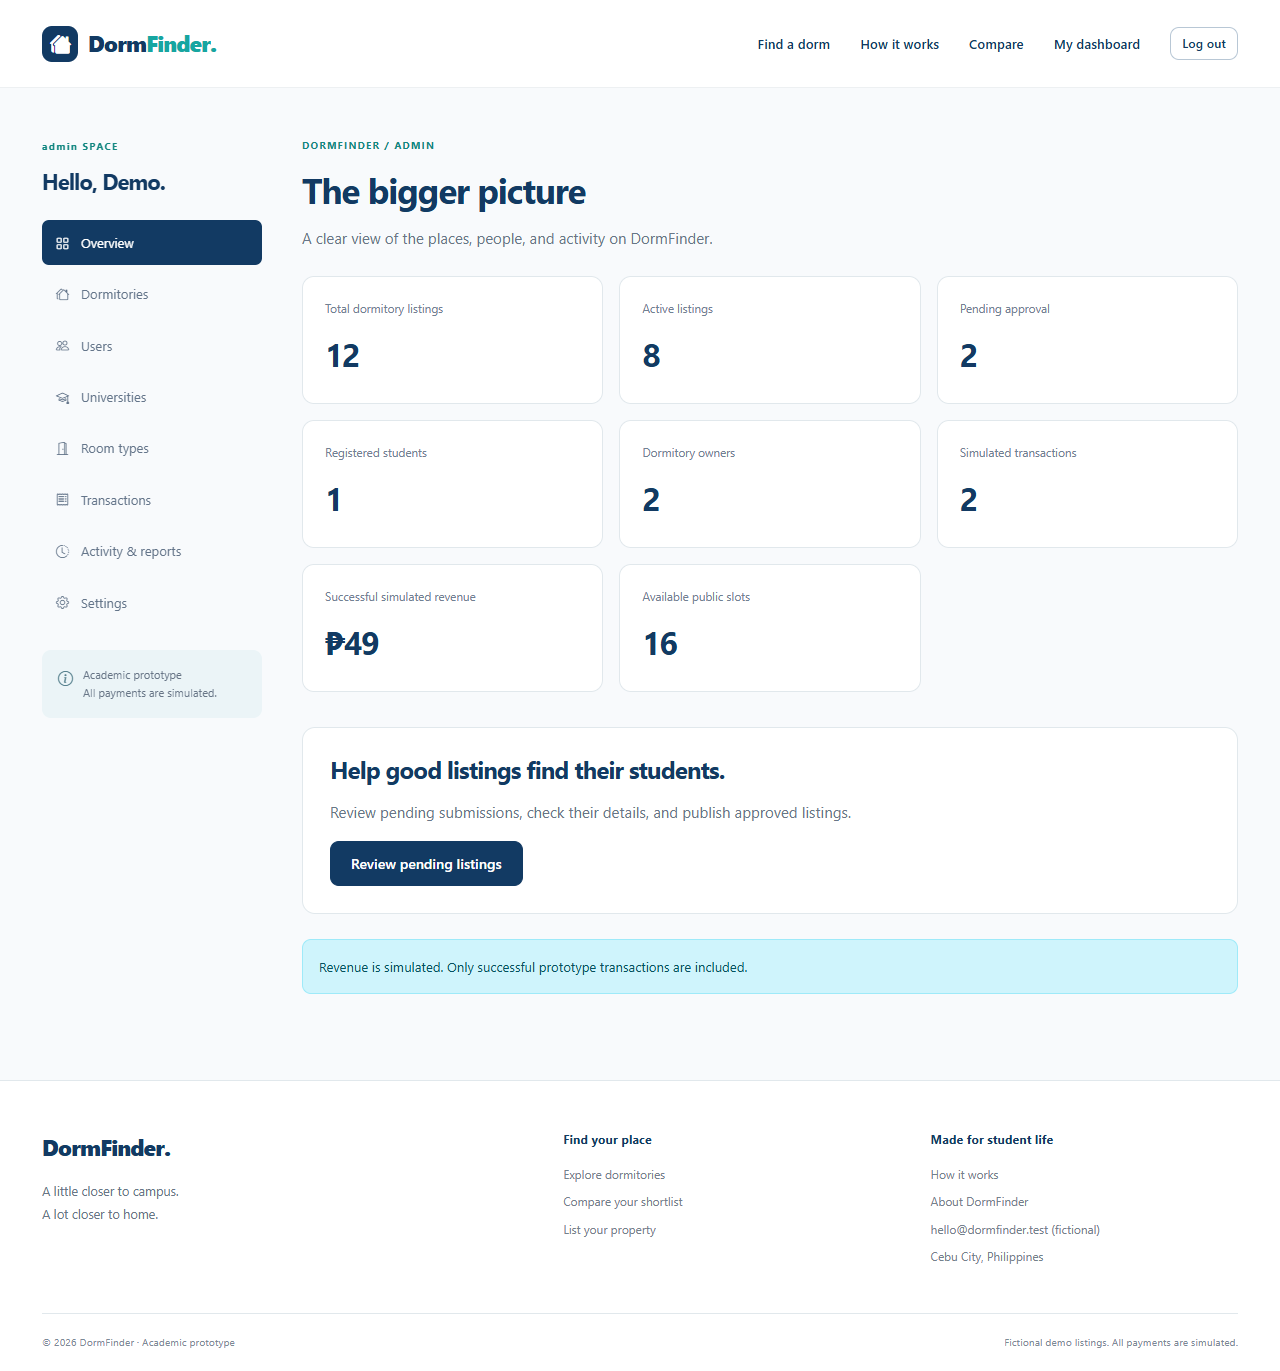 DormFinder.
Find a dorm
How it works
Compare
My dashboard
Log out
admin SPACE
Hello, Demo.
Overview
Dormitories
Users
Universities
Room types
Transactions
Activity & reports
Settings
Academic prototype
All payments are simulated.
DORMFINDER / ADMIN
The bigger picture
A clear view of the places, people, and activity on DormFinder.
Total dormitory listings
12
Active listings
8
Pending approval
2
Registered students
1
Dormitory owners
2
Simulated transactions
2
Successful simulated revenue
₱49
Available public slots
16
Help good listings find their students.
Review pending submissions, check their details, and publish approved listings.
Review pending listings
Revenue is simulated. Only successful prototype transactions are included.
DormFinder.
A little closer to campus.
A lot closer to home.
Find your place
Explore dormitories
Compare your shortlist
List your property
Made for student life
How it works
About DormFinder
hello@dormfinder.test (fictional)
Cebu City, Philippines
© 2026 DormFinder · Academic prototype
Fictional demo listings. All payments are simulated.